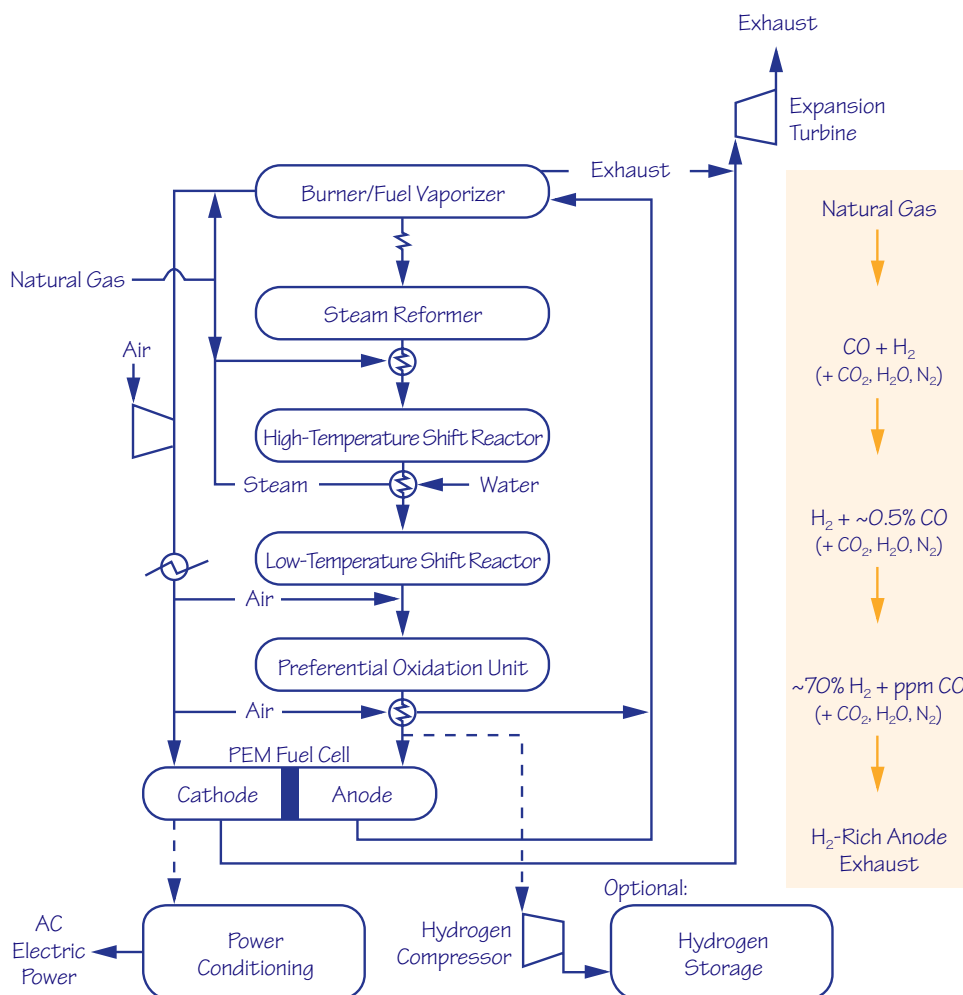 Exhaust
Expansion
Turbine
Burner/Fuel Vaporizer
Exhaust
Natural Gas
Steam Reformer
Air
High-Temperature Shift Reactor
Steam
Water
Low-Temperature Shift Reactor
Air
Preferential Oxidation Unit
Air
PEM Fuel Cell
Cathode
Anode
AC
Electric
Power
Power
Conditioning
Hydrogen
Compressor
Optional:
Hydrogen
Storage
Natural Gas
CO + H₂
(+ CO₂, H₂O, N₂)
H₂ + ~0.5% CO
(+ CO₂, H₂O, N₂)
~70% H₂ + ppm CO
(+ CO₂, H₂O, N₂)
H₂-Rich Anode
Exhaust